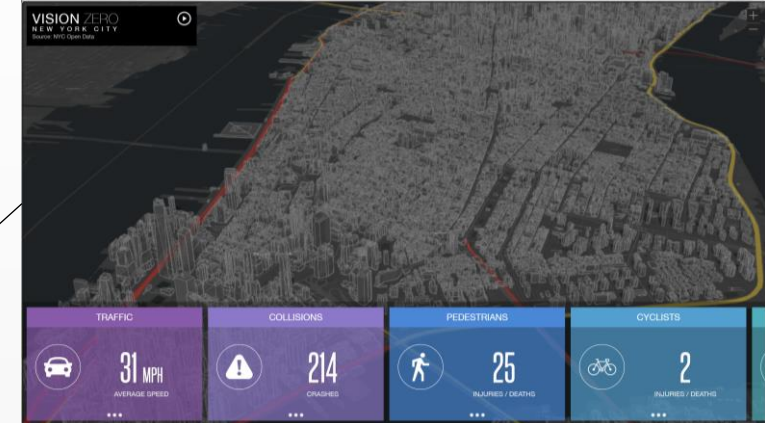 VISION ZERO
NEW YORK CITY
Source: NYC Open Data
TRAFFIC
31 MPH
AVERAGE SPEED
COLLISIONS
214
CRASHES
PEDESTRIANS
25
INJURIES / DEATHS
CYCLISTS
2
INJURIES / DEATHS